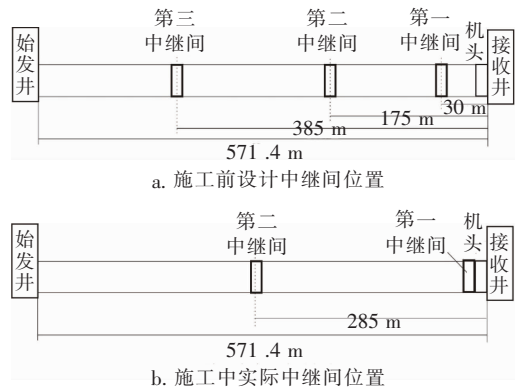 第三
中继间
第二
中继间
第一
中继间
机
头
始
发
井
接
收
井
30 m
175 m
385 m
571 .4 m
a. 施工前设计中继间位置
第二
中继间
第一
中继间
机
头
始
发
井
接
收
井
285 m
571 .4 m
b. 施工中实际中继间位置